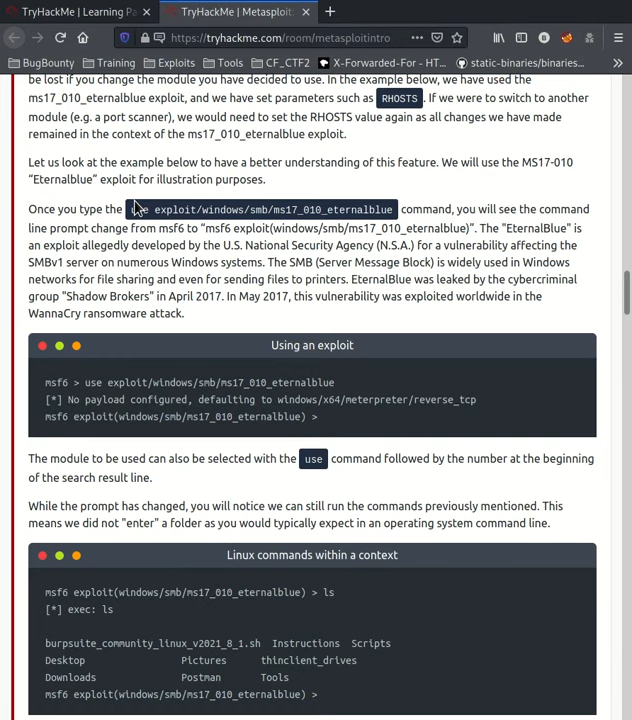 TryHackMe | Learning Pa
TryHackMe | Metasploit:
https://tryhackme.com/room/metasploitintro
BugBounty
Training
Exploits
Tools
CF_CTF2
X-Forwarded-For - HT...
static-binaries/binaries...
be lost if you change the module you have decided to use. In the example below, we have used the
ms17_010_eternalblue exploit, and we have set parameters such as RHOSTS. If we were to switch to another
module (e.g. a port scanner), we would need to set the RHOSTS value again as all changes we have made
remained in the context of the ms17_010_eternalblue exploit.
Let us look at the example below to have a better understanding of this feature. We will use the MS17-010
“Eternalblue” exploit for illustration purposes.
Once you type the use exploit/windows/smb/ms17_010_eternalblue command, you will see the command
line prompt change from msf6 to “msf6 exploit(windows/smb/ms17_010_eternalblue)”. The "EternalBlue" is
an exploit allegedly developed by the U.S. National Security Agency (N.S.A.) for a vulnerability affecting the
SMBv1 server on numerous Windows systems. The SMB (Server Message Block) is widely used in Windows
networks for file sharing and even for sending files to printers. EternalBlue was leaked by the cybercriminal
group "Shadow Brokers" in April 2017. In May 2017, this vulnerability was exploited worldwide in the
WannaCry ransomware attack.
Using an exploit
msf6 > use exploit/windows/smb/ms17_010_eternalblue
[*] No payload configured, defaulting to windows/x64/meterpreter/reverse_tcp
msf6 exploit(windows/smb/ms17_010_eternalblue) >
The module to be used can also be selected with the use command followed by the number at the beginning
of the search result line.
While the prompt has changed, you will notice we can still run the commands previously mentioned. This
means we did not "enter" a folder as you would typically expect in an operating system command line.
Linux commands within a context
msf6 exploit(windows/smb/ms17_010_eternalblue) > ls
[*] exec: ls
burpsuite_community_linux_v2021_8_1.sh Instructions Scripts
Desktop Pictures thinclient_drives
Downloads Postman Tools
msf6 exploit(windows/smb/ms17_010_eternalblue) >